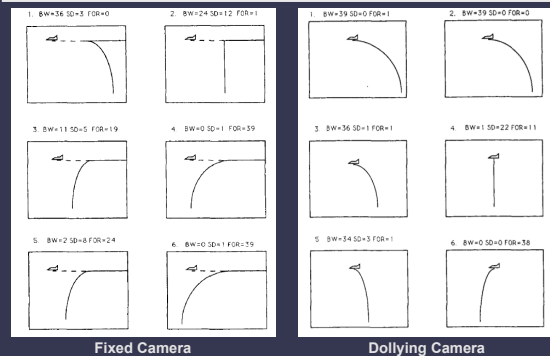 1. BW=36 SD=3 FOR=0
2. BW=24 SD=12 FOR=1
3. BW=11 SD=5 FOR=19
4. BW=0 SD=1 FOR=39
5. BW=2 SD=8 FOR=24
6. BW=0 SD=1 FOR=39
Fixed Camera
1. BW=39 SD=0 FOR=1
2. BW=39 SD=0 FOR=0
3 BW=36 SD=1 FOR=1
4. BW=1 SD=22 FOR=11
5 BW=34 SD=3 FOR=1
6. BW=0 SD=0 FOR=38
Dollying Camera